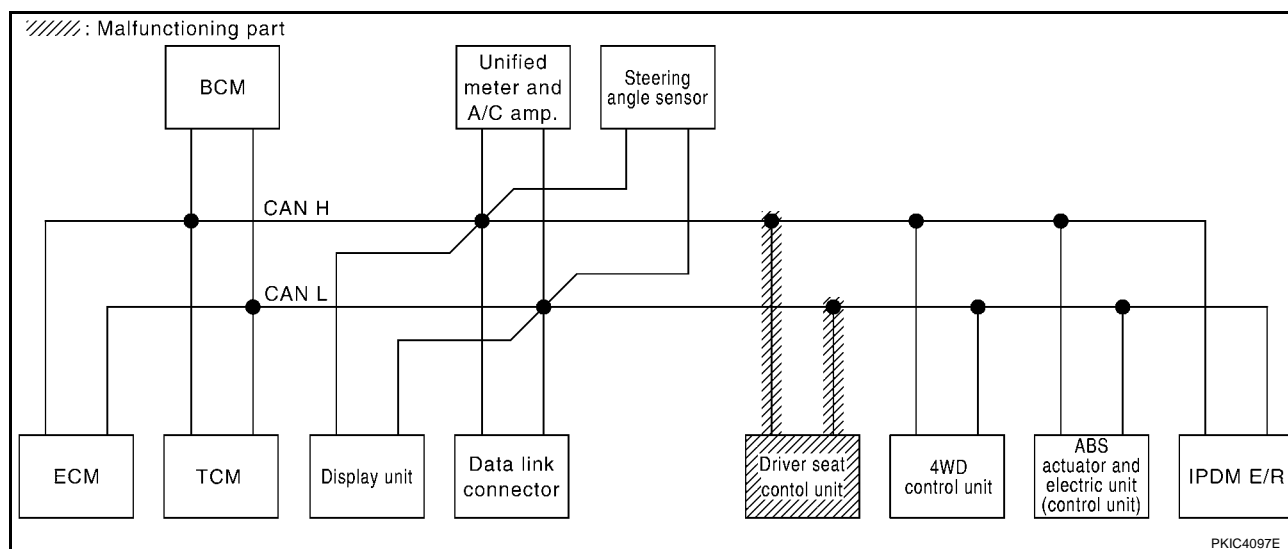 : Malfunctioning part
BCM
Unified
meter and
A/C amp.
Steering
angle sensor
CAN H
CAN L
ECM
TCM
Display unit
Data link
connector
Driver seat
contol unit
4WD
control unit
ABS
actuator and
electric unit
(control unit)
IPDM E/R
PKIC4097E